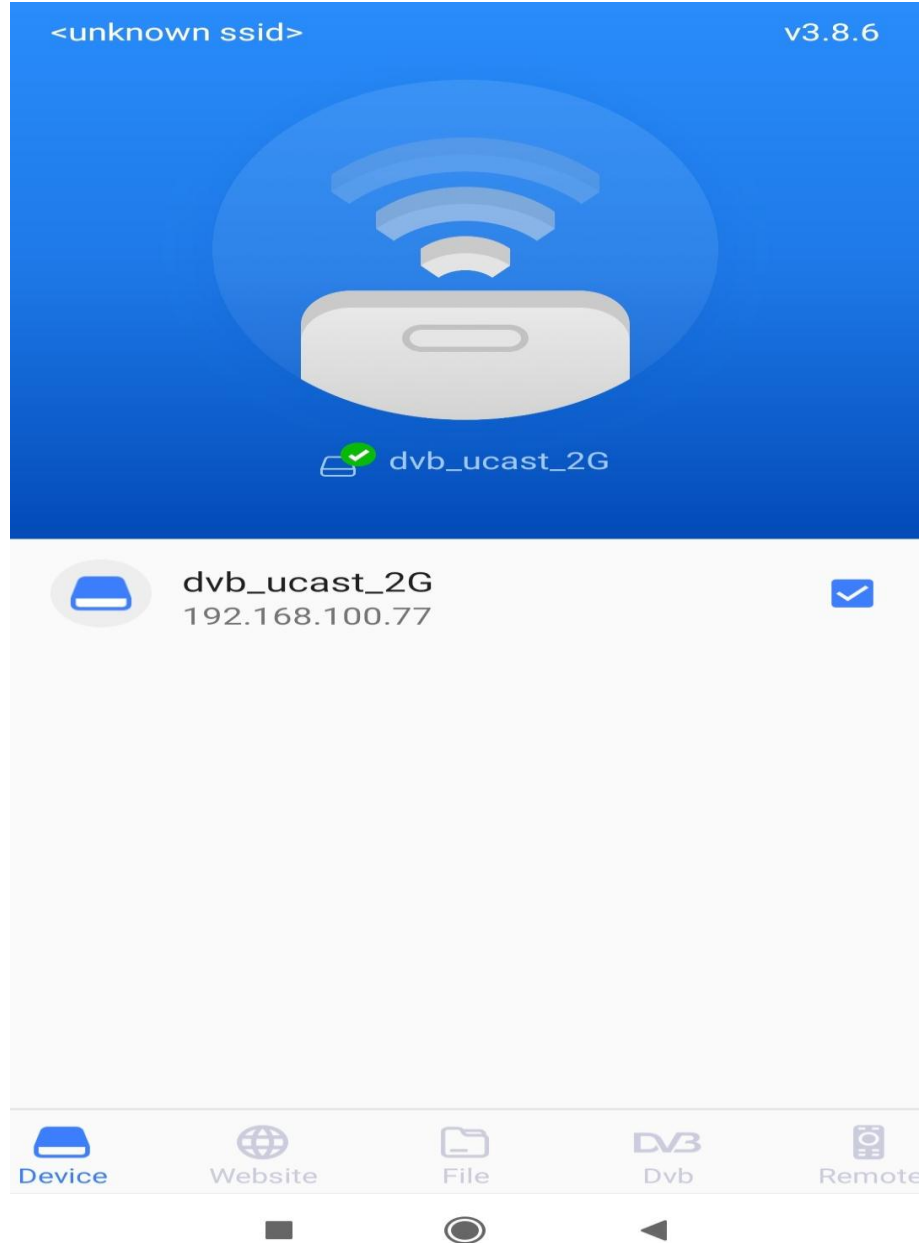 <unknown ssid>
v3.8.6
dvb_ucast_2G
dvb_ucast_2G
192.168.100.77
DVB
Device
Website
File
Dvb
Remote